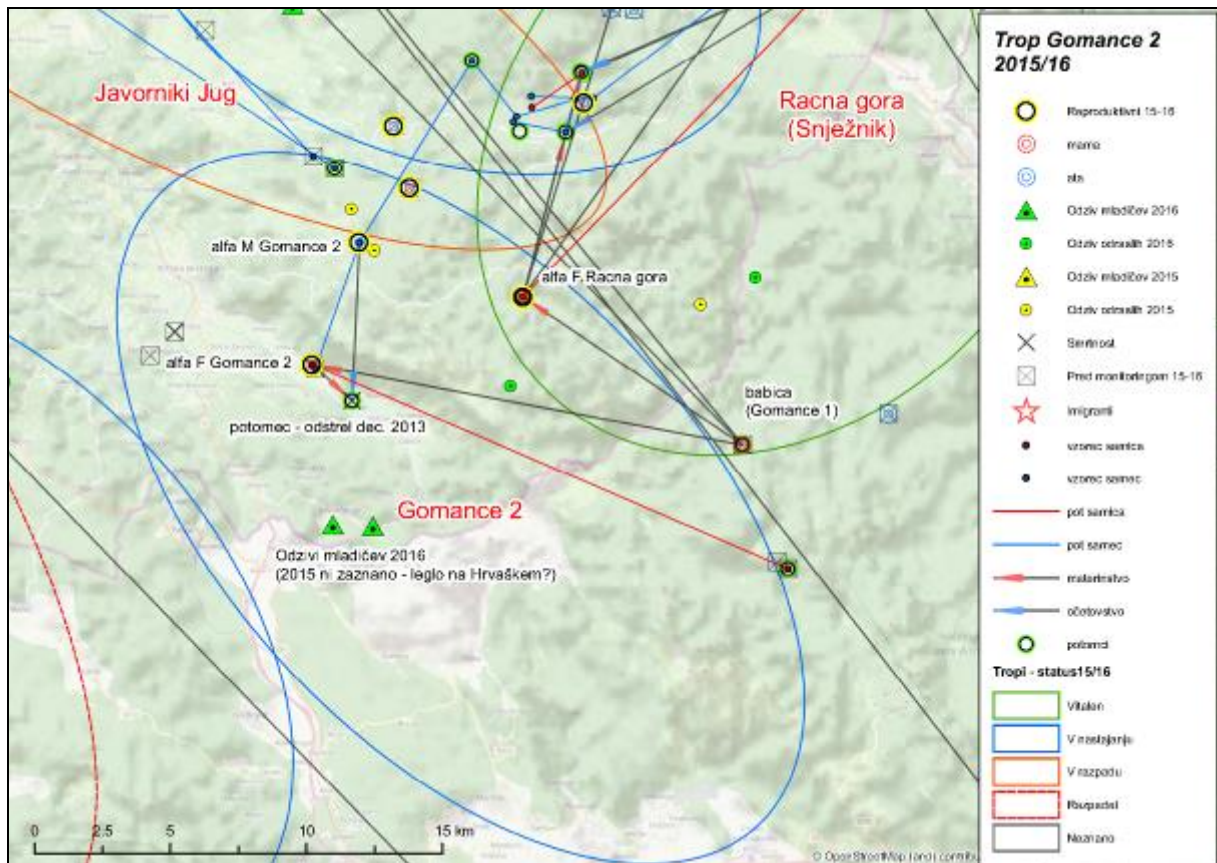 Javorniki Jug
Racna gora
(Snježnik)
alfa M Gomance 2
alfa F Racna gora
alfa F Gomance 2
babica
(Gomance 1)
potomec - odstrel dec. 2013
Gomance 2
Odzivi mladičev 2016
(2015 ni zaznano - leglo na Hrvaškem?)
0 2.5 5 10 15 km
© OpenStreetMap (and) contribu
Trop Gomance 2
2015/16
Reproduktivni 15-16
mama
ata
Odziv mladičev 2016
Odziv odraslih 2016
Odziv mladičev 2015
Odziv odraslih 2015
Smrtnost
Pred monitoringom 15-16
Imigranti
vzorec samica
vzorec samec
pot samica
pot samec
materinstvo
očetovstvo
potomci
Tropi - status15/16
Vitalen
V nastajanju
V razpadu
Razpadel
Neznano